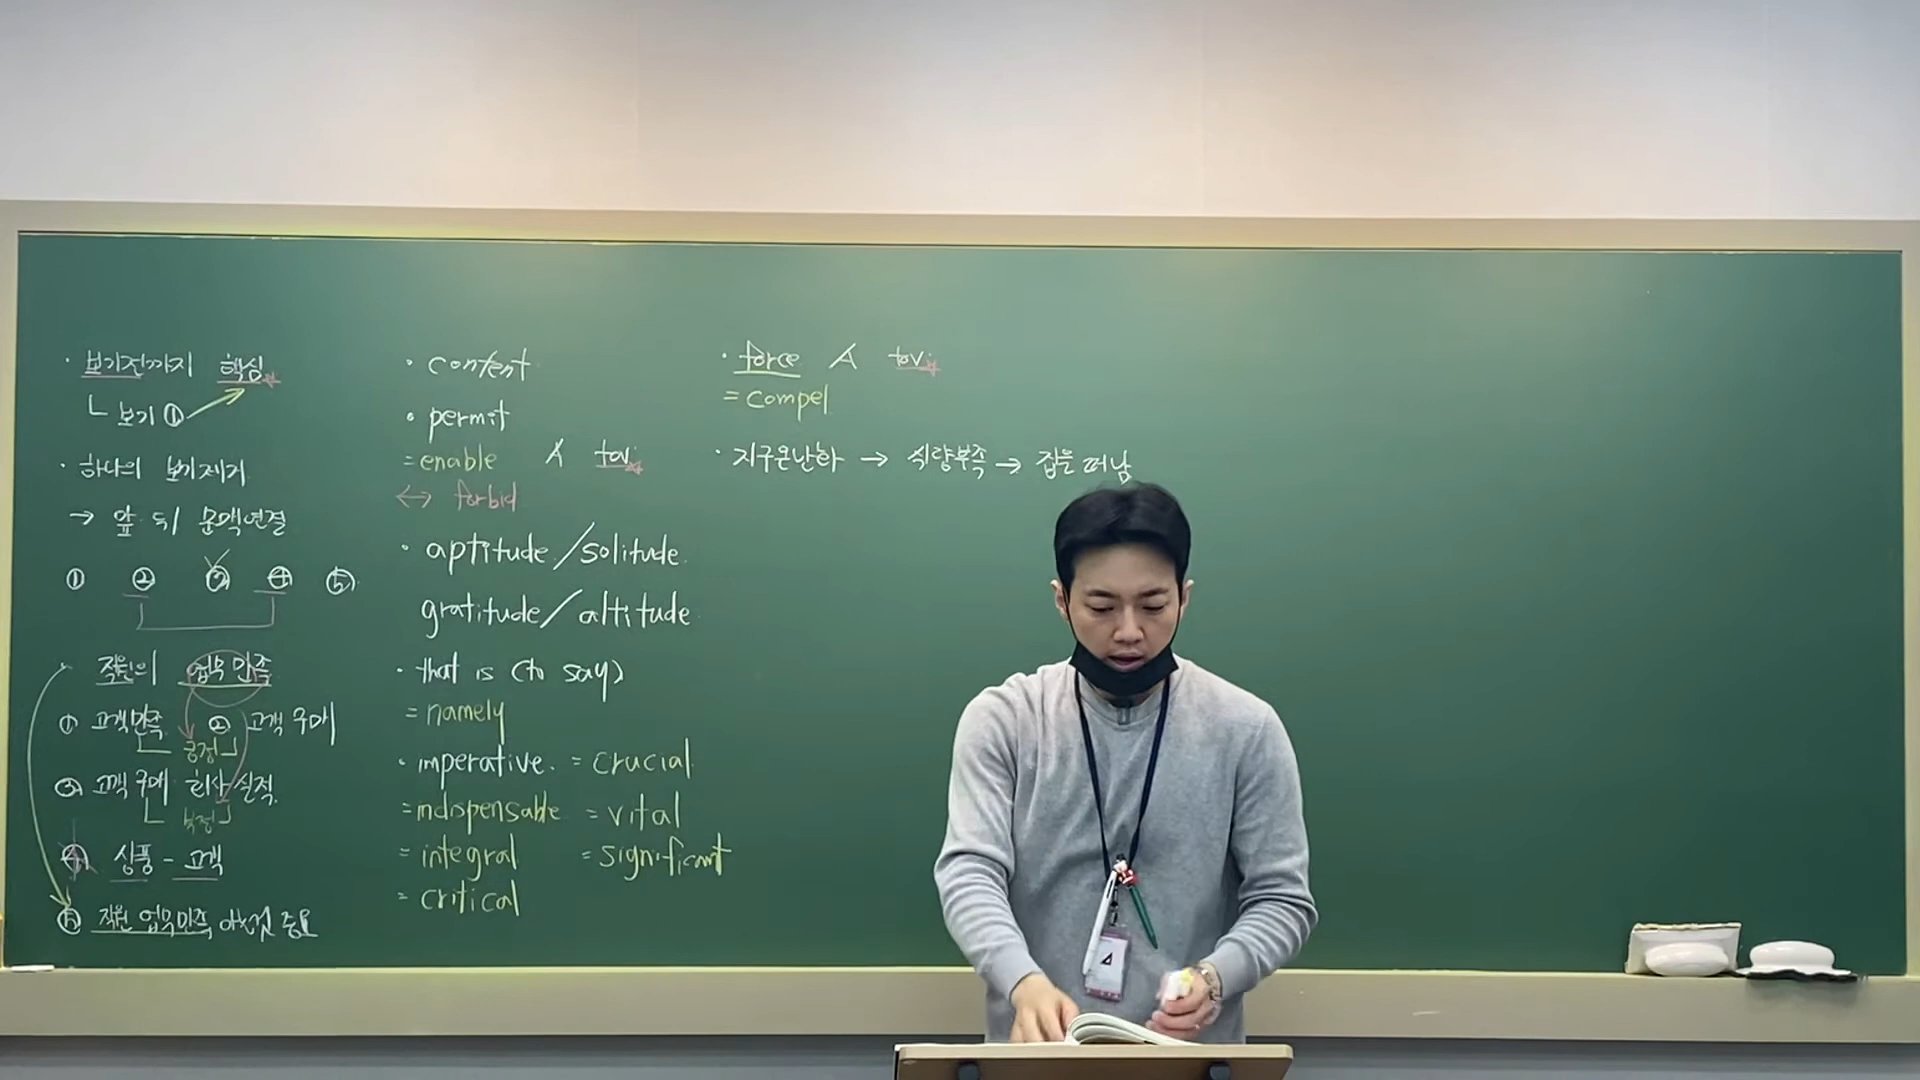 · 보기전까지 핵심
ㄴ 보기 ①
· 하나의 보기제거
→ 앞 뒤 문맥연결
① ② ③ ④ ⑤
직원의 업무만족
① 고객만족 ② 고객 구매
긍정
③ 고객 구매 회사 실적
부정
④ 상품 - 고객
⑤ 직원 업무만족 중요
· content
· permit
= enable A tov
↔ forbid
· aptitude / solitude
gratitude / altitude
· that is (to say)
= namely
· imperative = crucial
= indispensable = vital
= integral = significant
= critical
· force A tov
= compel
· 지구온난화 → 식량부족 → 집을 떠남